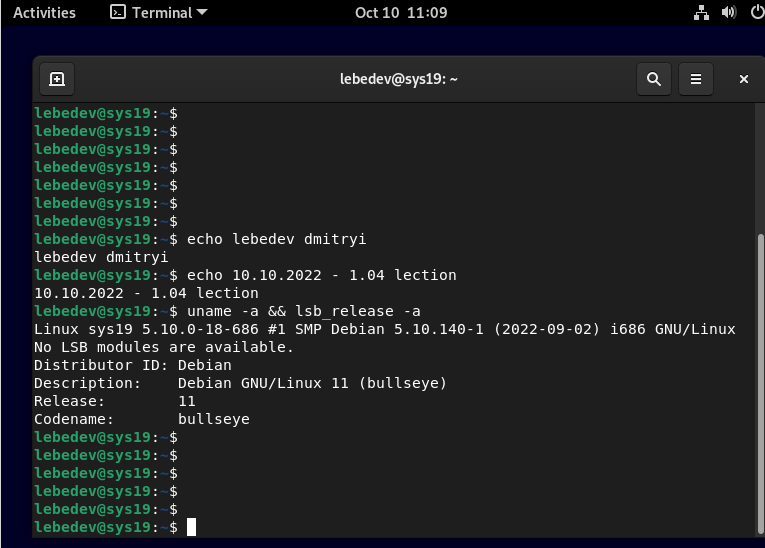 Activities Terminal Oct 10 11:09
lebedev@sys19: ~
lebedev@sys19:~$
lebedev@sys19:~$
lebedev@sys19:~$
lebedev@sys19:~$
lebedev@sys19:~$
lebedev@sys19:~$
lebedev@sys19:~$
lebedev@sys19:~$ echo lebedev dmitryi
lebedev dmitryi
lebedev@sys19:~$ echo 10.10.2022 - 1.04 lection
10.10.2022 - 1.04 lection
lebedev@sys19:~$ uname -a && lsb_release -a
Linux sys19 5.10.0-18-686 #1 SMP Debian 5.10.140-1 (2022-09-02) i686 GNU/Linux
No LSB modules are available.
Distributor ID: Debian
Description:    Debian GNU/Linux 11 (bullseye)
Release:        11
Codename:       bullseye
lebedev@sys19:~$
lebedev@sys19:~$
lebedev@sys19:~$
lebedev@sys19:~$
lebedev@sys19:~$
lebedev@sys19:~$